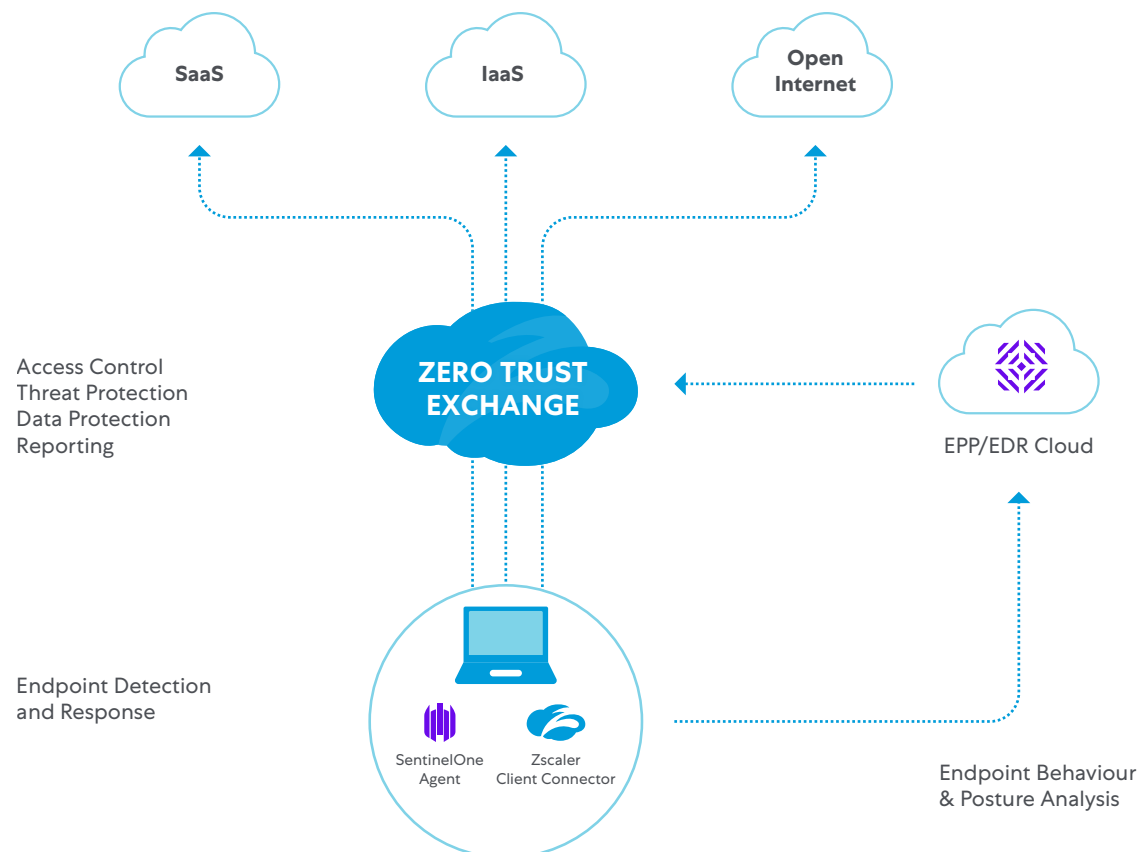 SaaS
IaaS
Open
Internet
Access Control
Threat Protection
Data Protection
Reporting
ZERO TRUST
EXCHANGE
EPP/EDR Cloud
Endpoint Detection
and Response
SentinelOne
Agent
Zscaler
Client Connector
Endpoint Behaviour
& Posture Analysis